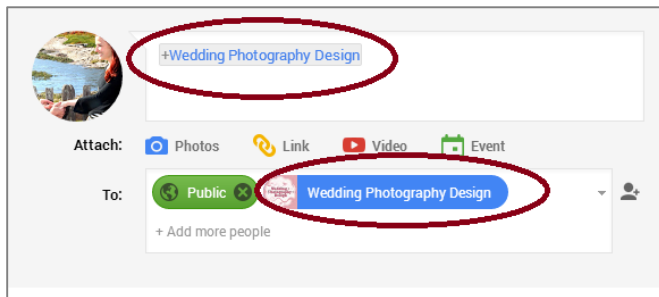 +Wedding Photography Design
Attach: Photos Link Video Event
To: Public Wedding Photography Design
+ Add more people